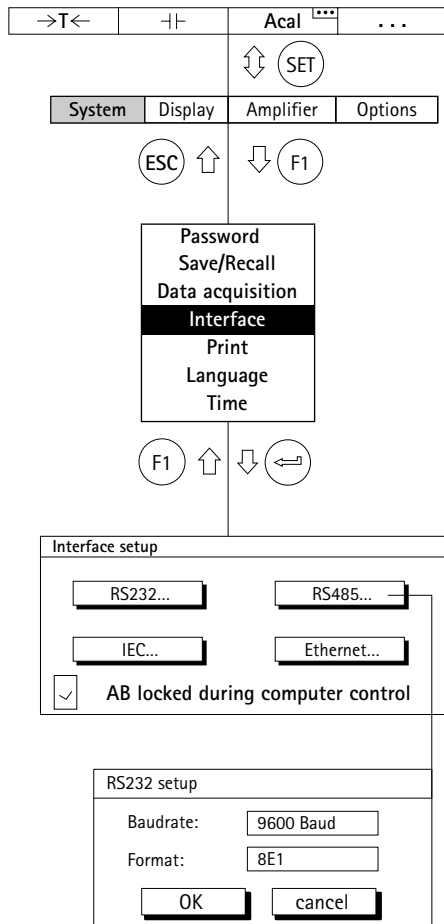 →T← ⊣⊢ Acal ... . . .
SET
System Display Amplifier Options
ESC F1
Password
Save/Recall
Data acquisition
Interface
Print
Language
Time
F1
Interface setup
RS232... RS485...
IEC... Ethernet...
AB locked during computer control
RS232 setup
Baudrate: 9600 Baud
Format: 8E1
OK cancel